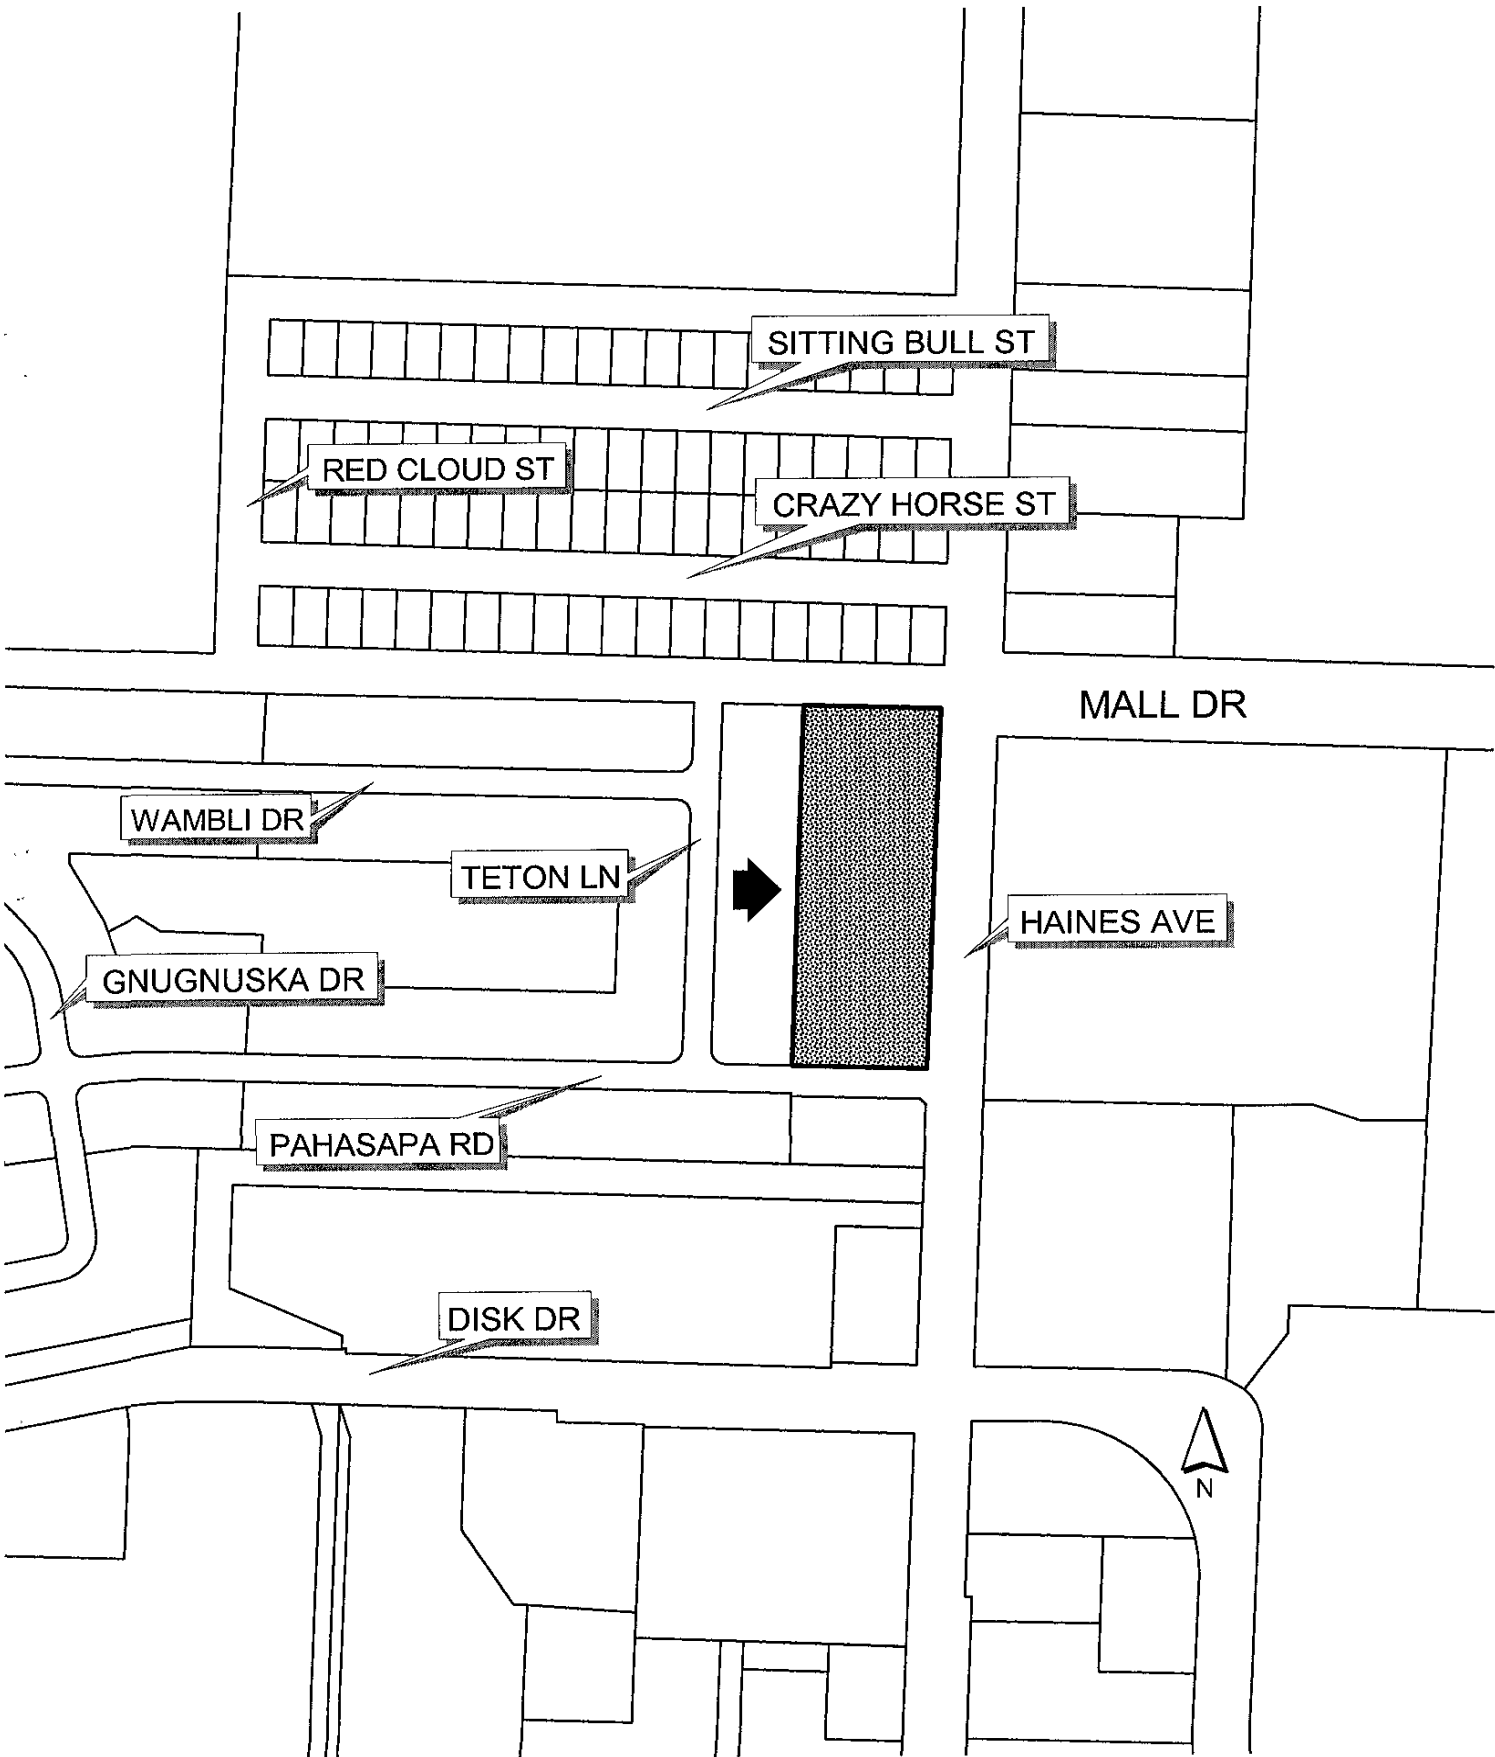 SITTING BULL ST
RED CLOUD ST
CRAZY HORSE ST
MALL DR
WAMBLI DR
TETON LN
HAINES AVE
GNUGNUSKA DR
PAHASAPA RD
DISK DR
N